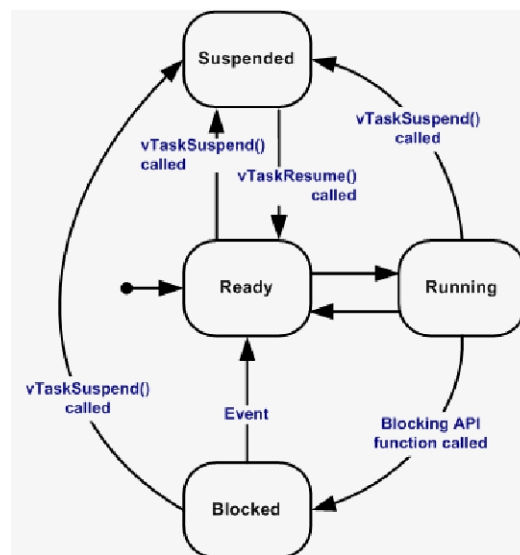 Suspended
vTaskSuspend()
called
vTaskSuspend()
called
vTaskResume()
called
Ready
Running
vTaskSuspend()
called
Event
Blocking API
function called
Blocked